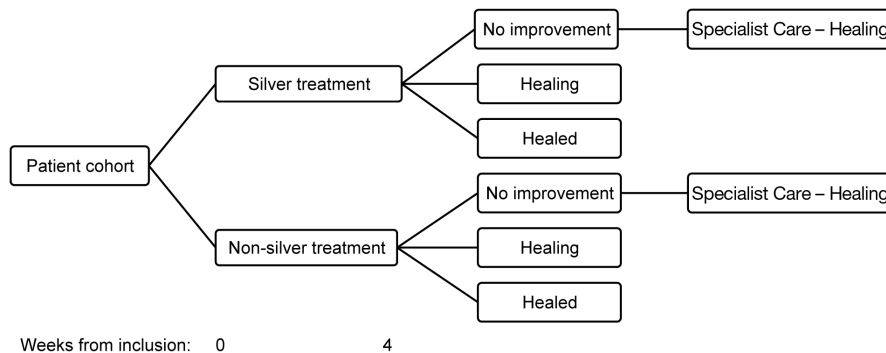 No improvement
Specialist Care – Healing
Silver treatment
Healing
Healed
Patient cohort
No improvement
Specialist Care – Healing
Non-silver treatment
Healing
Healed
Weeks from inclusion: 0 4